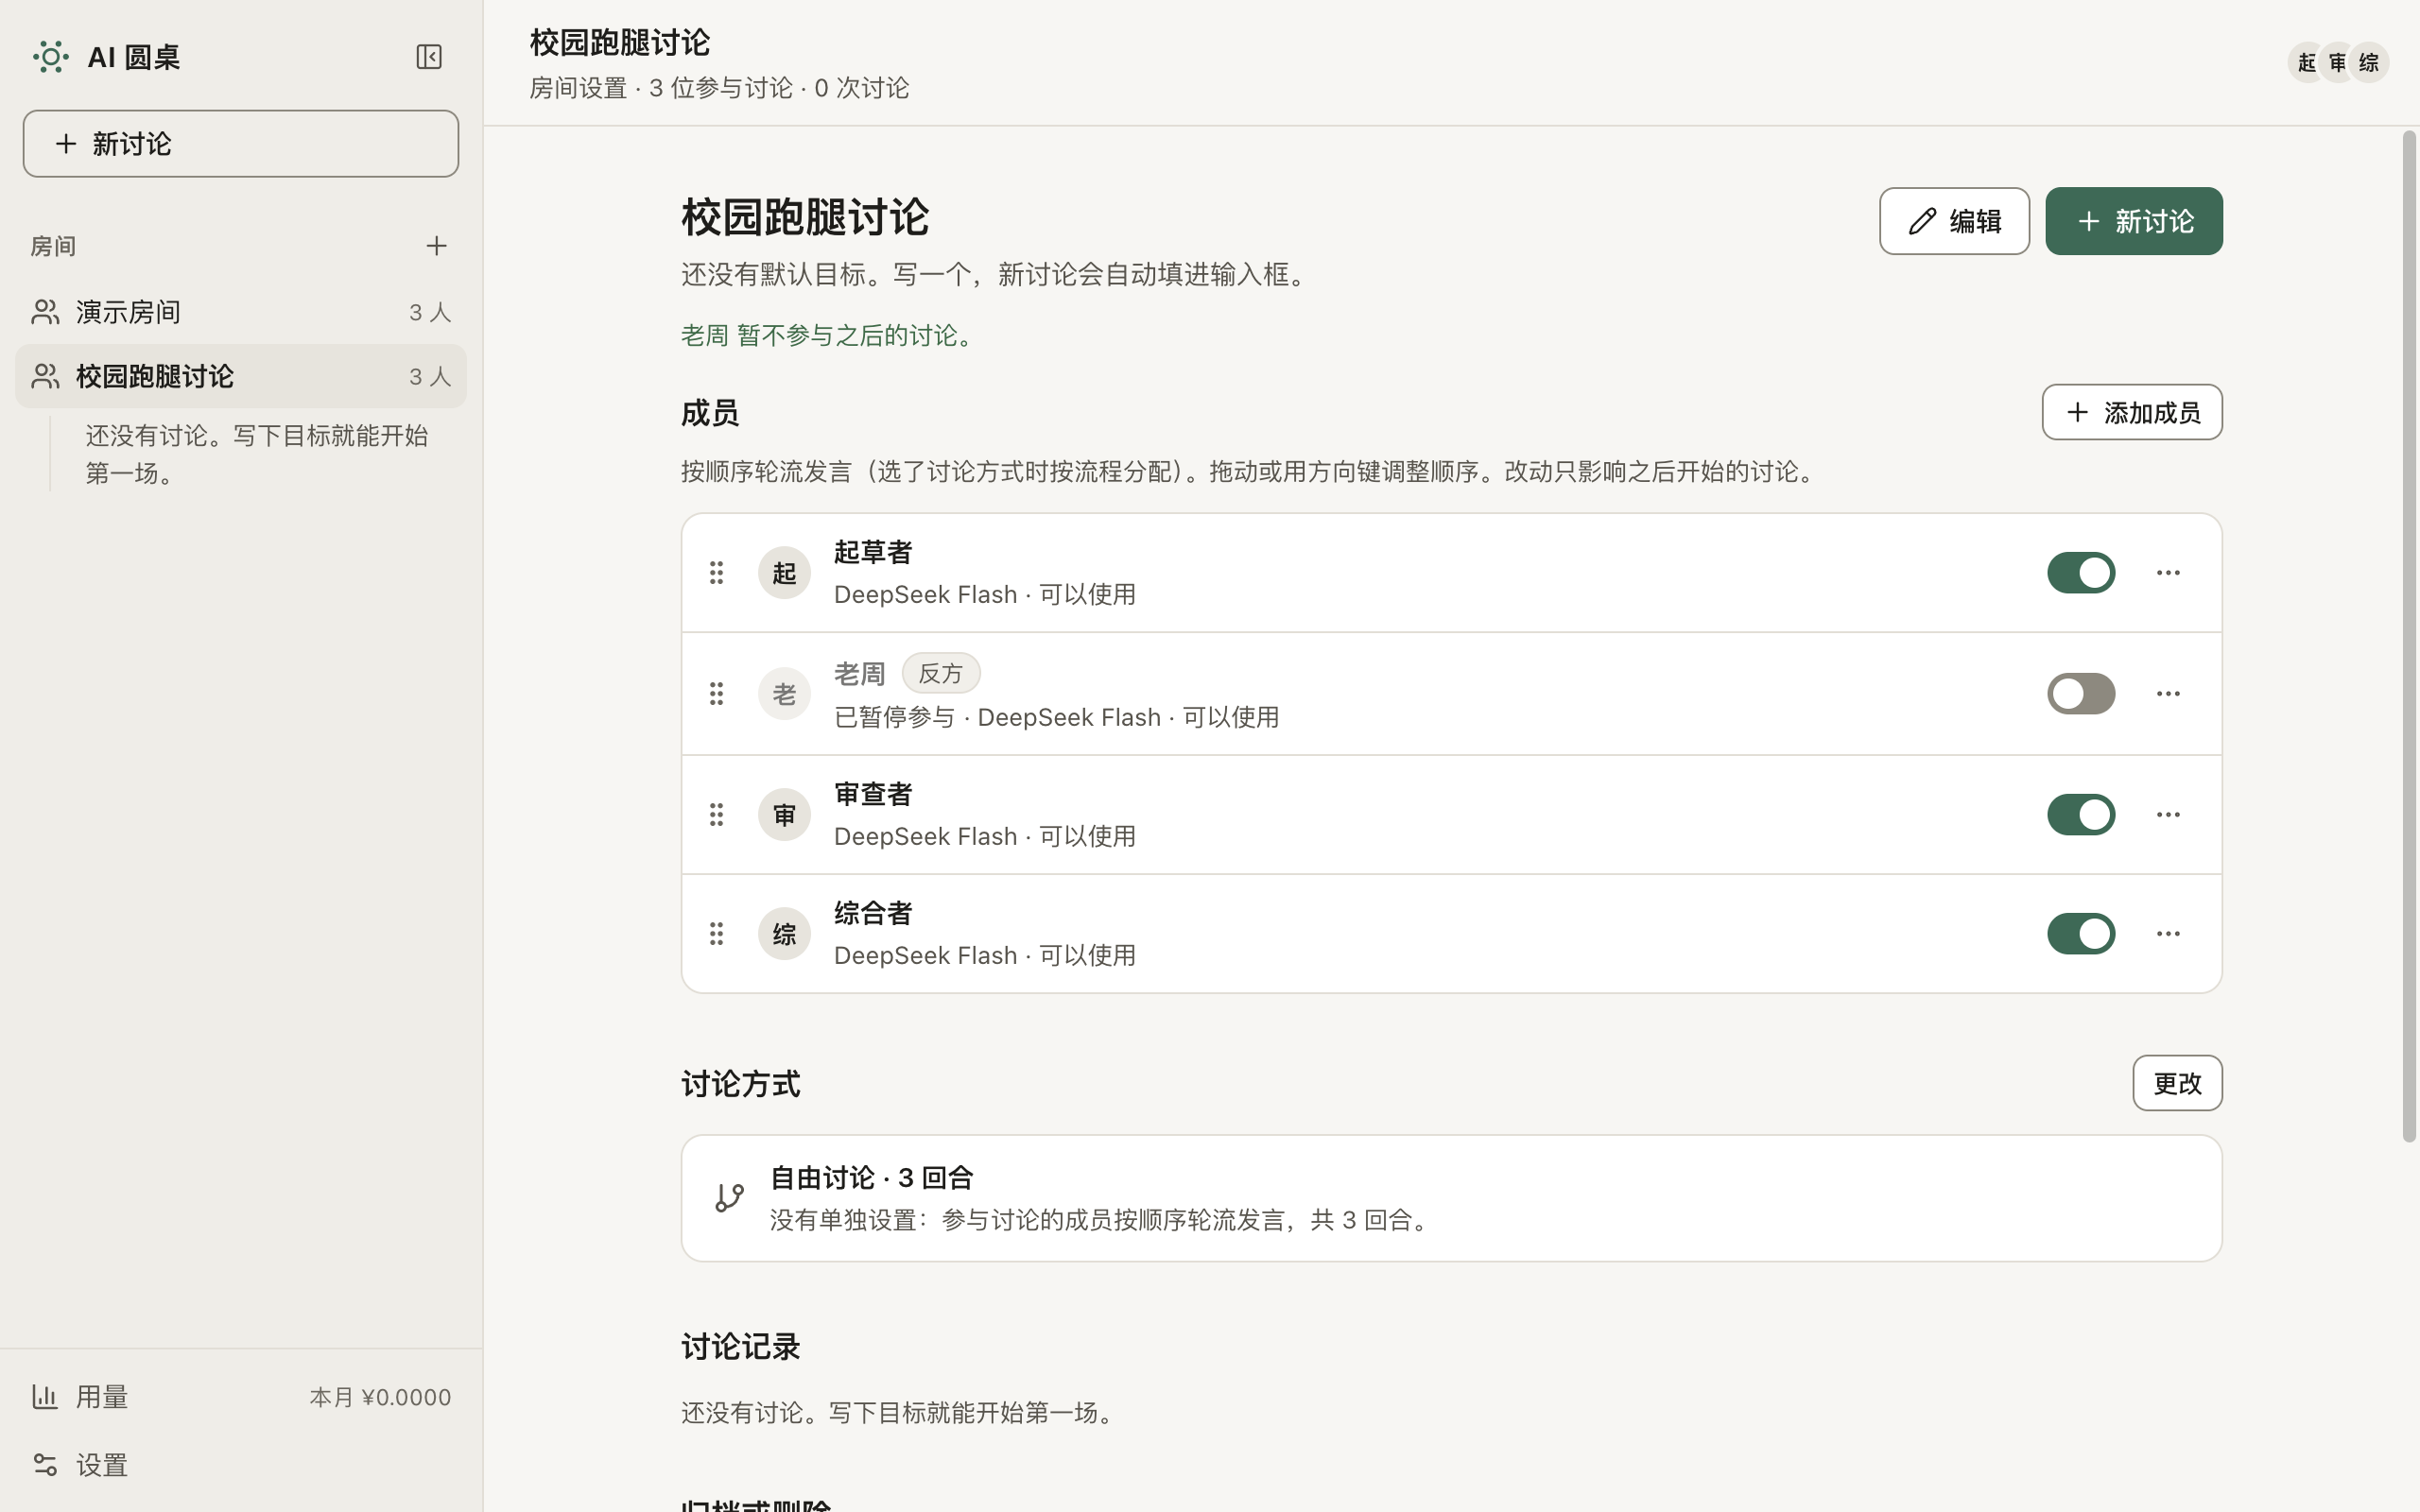 AI 圆桌
新讨论
房间
演示房间 3 人
校园跑腿讨论 3 人
还没有讨论。写下目标就能开始
第一场。
用量 本月 ¥0.0000
设置
校园跑腿讨论
房间设置 · 3 位参与讨论 · 0 次讨论
起 审 综
校园跑腿讨论
编辑
新讨论
还没有默认目标。写一个，新讨论会自动填进输入框。
老周 暂不参与之后的讨论。
成员
添加成员
按顺序轮流发言（选了讨论方式时按流程分配）。拖动或用方向键调整顺序。改动只影响之后开始的讨论。
起
起草者
DeepSeek Flash · 可以使用
老
老周 反方
已暂停参与 · DeepSeek Flash · 可以使用
审
审查者
DeepSeek Flash · 可以使用
综
综合者
DeepSeek Flash · 可以使用
讨论方式
更改
自由讨论 · 3 回合
没有单独设置：参与讨论的成员按顺序轮流发言，共 3 回合。
讨论记录
还没有讨论。写下目标就能开始第一场。
归档或删除